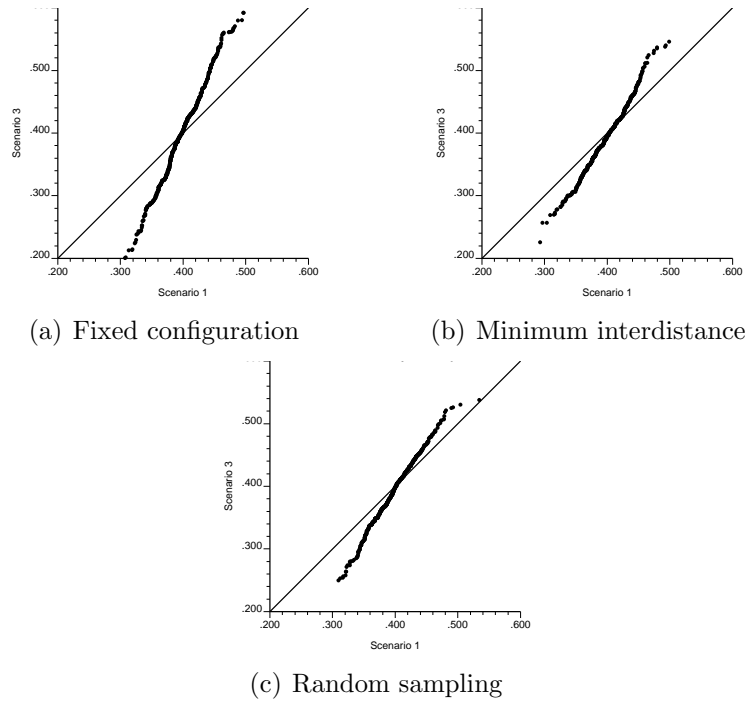 .500
.400
.300
.200
.200 .300 .400 .500 .600
Scenario 3
Scenario 1
(a) Fixed configuration
.500
.400
.300
.200
.200 .300 .400 .500 .600
Scenario 3
Scenario 1
(b) Minimum interdistance
.500
.400
.300
.200
.200 .300 .400 .500 .600
Scenario 3
Scenario 1
(c) Random sampling